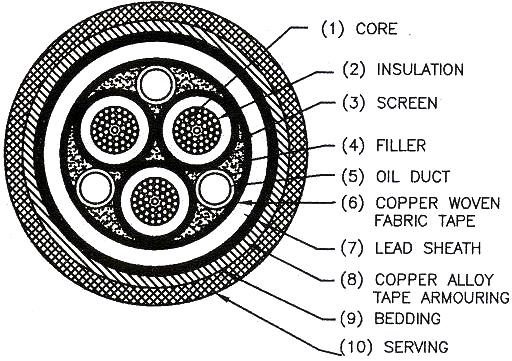 (1) CORE
(2) INSULATION
(3) SCREEN
(4) FILLER
(5) OIL DUCT
(6) COPPER WOVEN
FABRIC TAPE
(7) LEAD SHEATH
(8) COPPER ALLOY
TAPE ARMOURING
(9) BEDDING
(10) SERVING